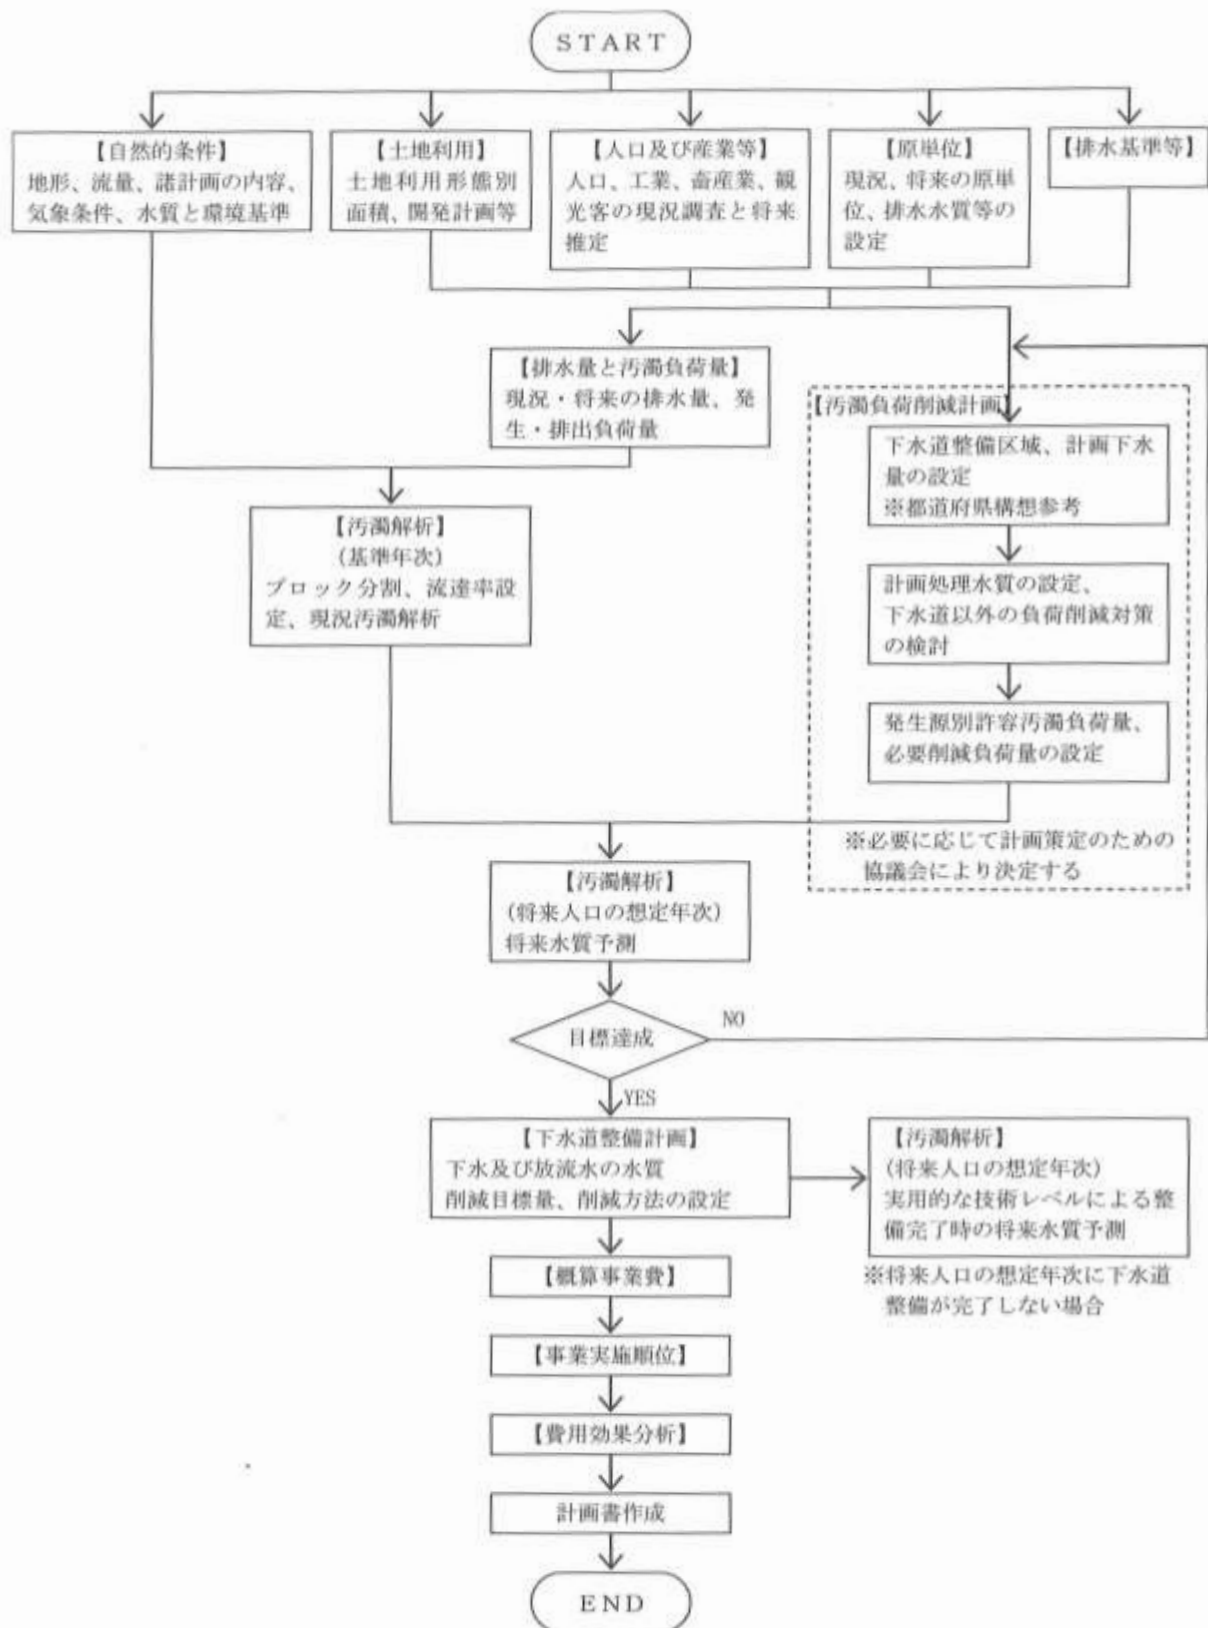 START
【自然的条件】
地形、流量、諸計画の内容、
気象条件、水質と環境基準
【土地利用】
土地利用形態別
面積、開発計画等
【人口及び産業等】
人口、工業、畜産業、観
光客の現況調査と将来
推定
【原単位】
現況、将来の原単
位、排水水質等の
設定
【排水基準等】
【排水量と汚濁負荷量】
現況・将来の排水量、発
生・排出負荷量
【汚濁負荷削減計画】
下水道整備区域、計画下水
量の設定
※都道府県構想参考
【汚濁解析】
(基準年次)
ブロック分割、流達率設
定、現況汚濁解析
計画処理水質の設定、
下水道以外の負荷削減対策
の検討
発生源別許容汚濁負荷量、
必要削減負荷量の設定
※必要に応じて計画策定のための
協議会により決定する
【汚濁解析】
(将来人口の想定年次)
将来水質予測
目標達成
NO
YES
【下水道整備計画】
下水及び放流水の水質
削減目標量、削減方法の設定
【汚濁解析】
(将来人口の想定年次)
実用的な技術レベルによる整
備完了時の将来水質予測
※将来人口の想定年次に下水道
整備が完了しない場合
【概算事業費】
【事業実施順位】
【費用効果分析】
計画書作成
END